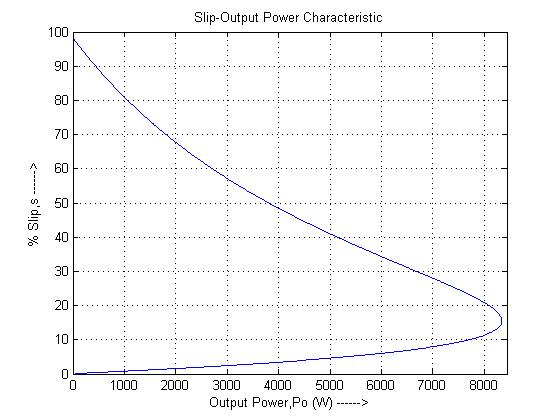 Slip-Output Power Characteristic
100
90
80
70
60
50
40
30
20
10
0
% Slip,s ------>
0 1000 2000 3000 4000 5000 6000 7000 8000
Output Power,Po (W) ------>